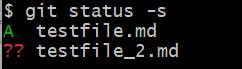 $ git status -s
A  testfile.md
?? testfile_2.md